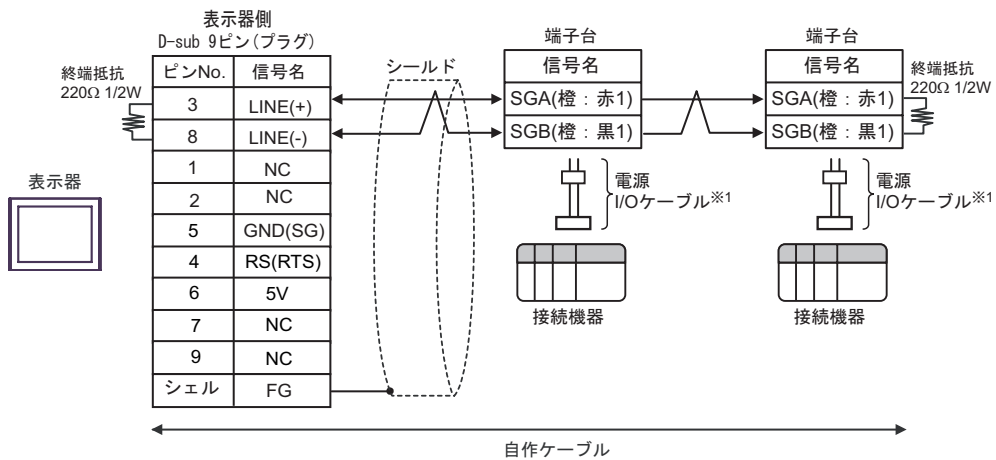 表示器側
D-sub 9ピン(プラグ)
終端抵抗
220Ω 1/2W
ピンNo. 信号名
3 LINE(+)
8 LINE(-)
1 NC
2 NC
5 GND(SG)
4 RS(RTS)
6 5V
7 NC
9 NC
シェル FG
表示器
シールド
端子台
信号名
SGA(橙：赤1)
SGB(橙：黒1)
電源
I/Oケーブル※1
接続機器
端子台
信号名
SGA(橙：赤1)
SGB(橙：黒1)
終端抵抗
220Ω 1/2W
電源
I/Oケーブル※1
接続機器
自作ケーブル